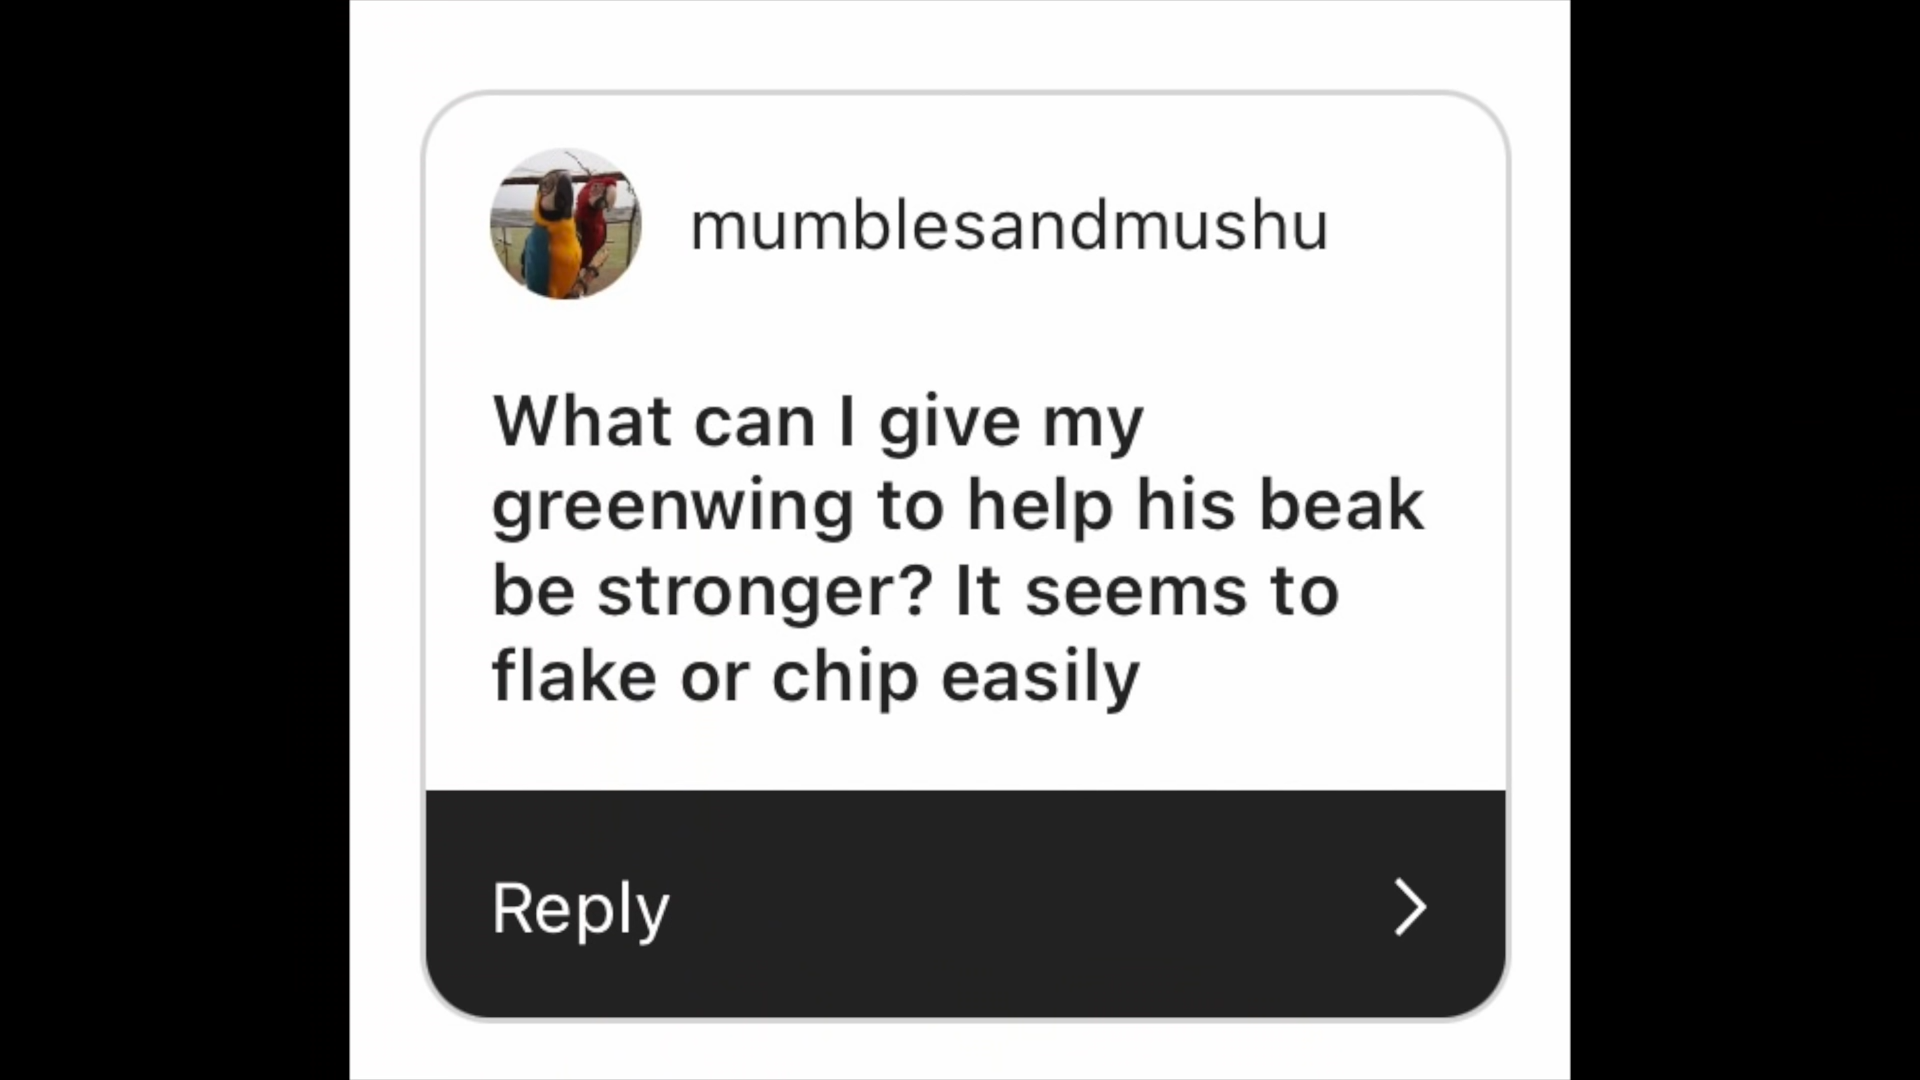 mumblesandmushu
What can I give my
greenwing to help his beak
be stronger? It seems to
flake or chip easily
Reply